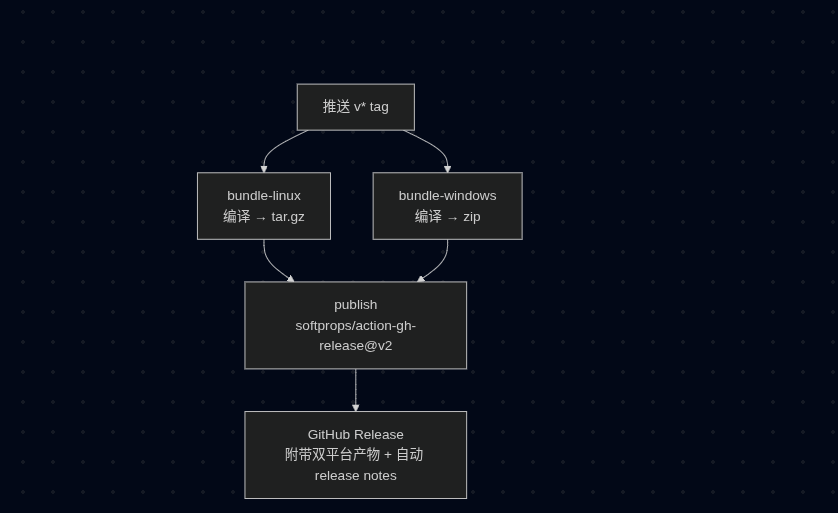 推送 v* tag
bundle-linux
编译 → tar.gz
bundle-windows
编译 → zip
publish
softprops/action-gh-
release@v2
GitHub Release
附带双平台产物 + 自动
release notes